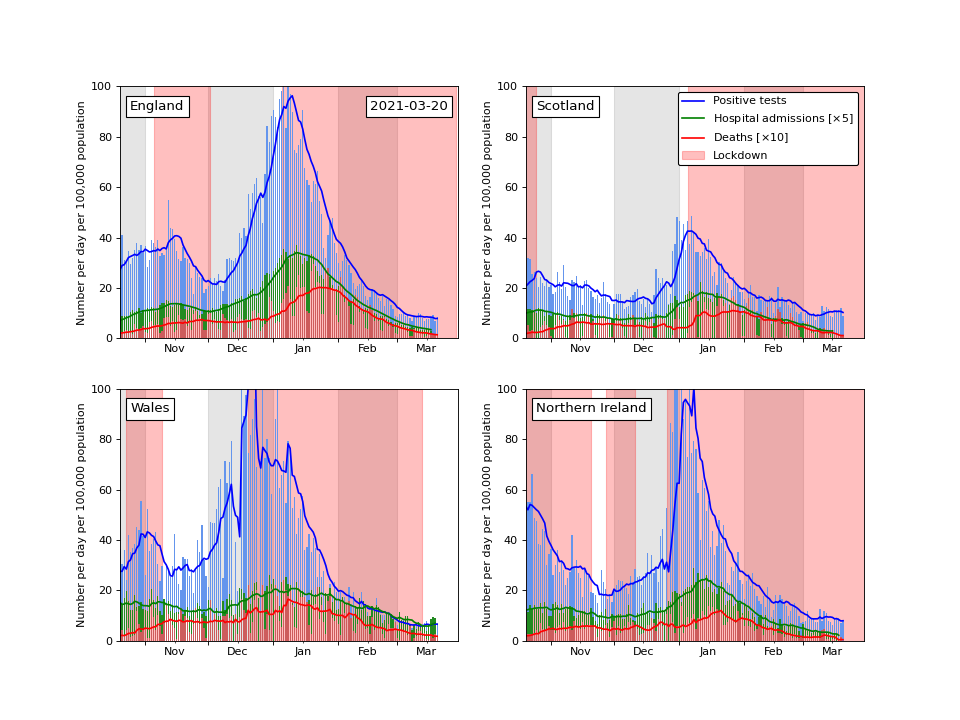 England
2021-03-20
Number per day per 100,000 population
100
80
60
40
20
0
Nov
Dec
Jan
Feb
Mar
Scotland
Positive tests
Hospital admissions [×5]
Deaths [×10]
Lockdown
Number per day per 100,000 population
100
80
60
40
20
0
Nov
Dec
Jan
Feb
Mar
Wales
Number per day per 100,000 population
100
80
60
40
20
0
Nov
Dec
Jan
Feb
Mar
Northern Ireland
Number per day per 100,000 population
100
80
60
40
20
0
Nov
Dec
Jan
Feb
Mar